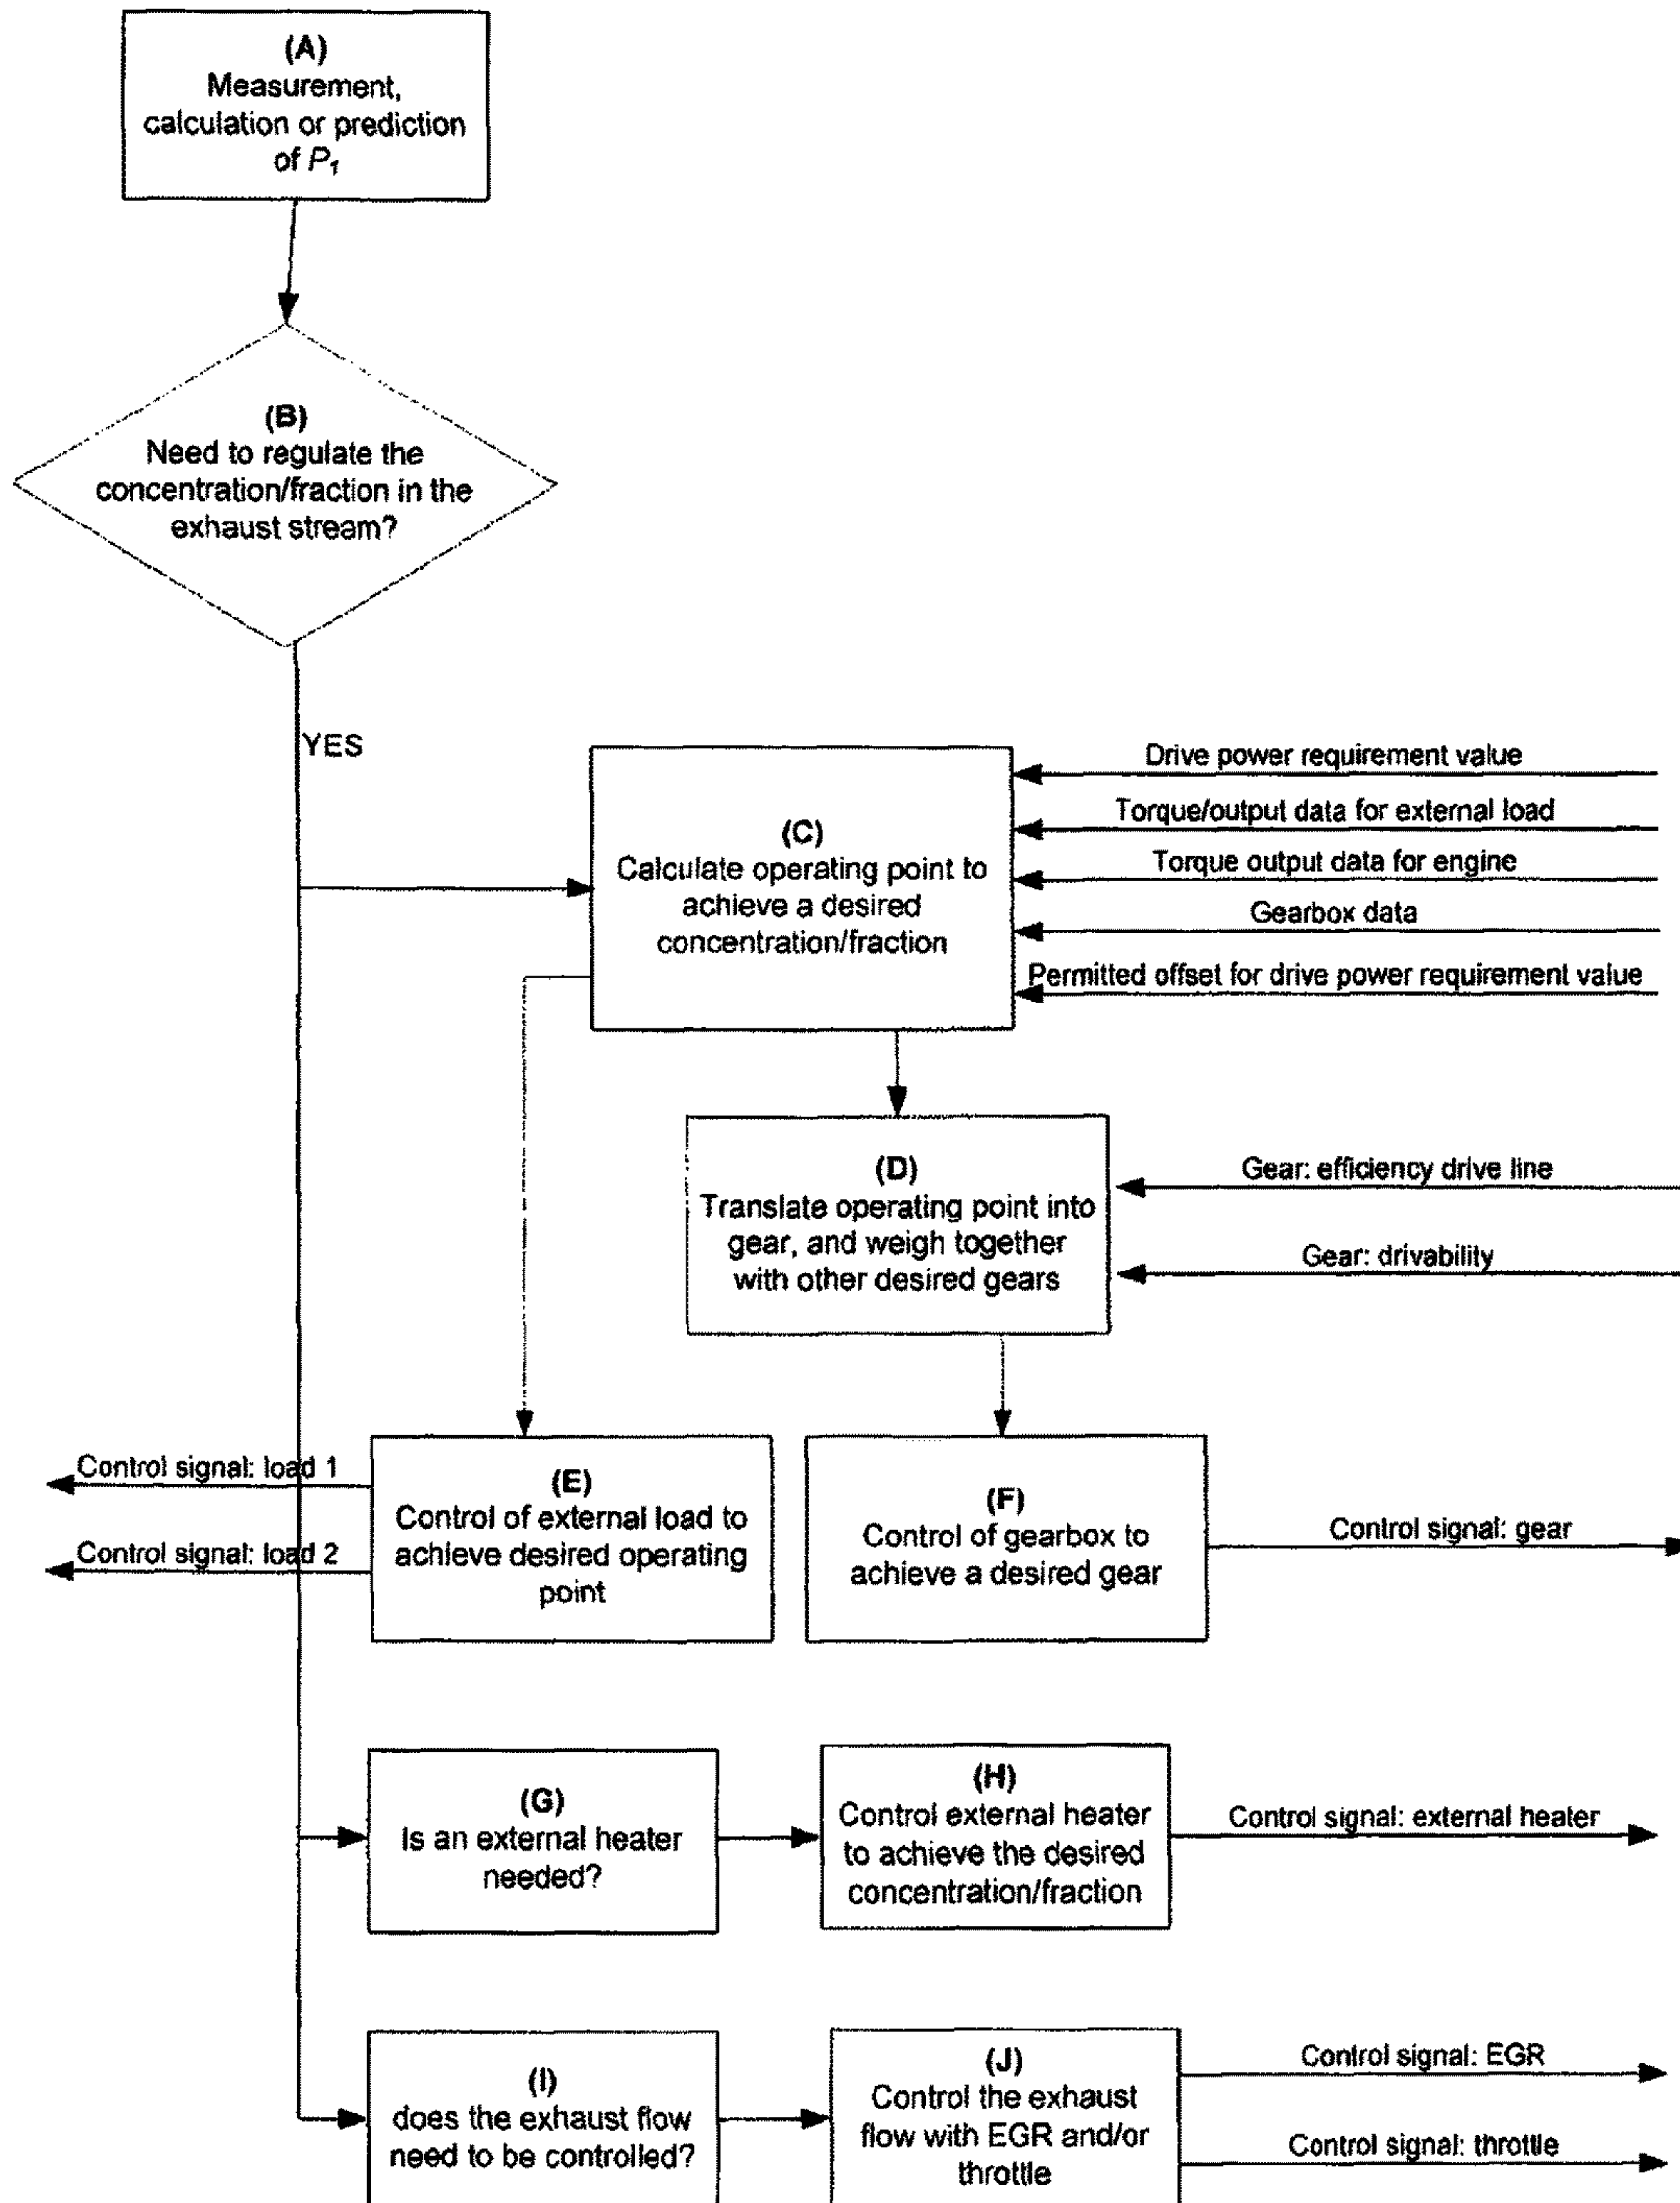 (A)
Measurement,
calculation or prediction
of P₁
(B)
Need to regulate the
concentration/fraction in the
exhaust stream?
YES
(C)
Calculate operating point to
achieve a desired
concentration/fraction
Drive power requirement value
Torque/output data for external load
Torque output data for engine
Gearbox data
Permitted offset for drive power requirement value
(D)
Translate operating point into
gear, and weigh together
with other desired gears
Gear: efficiency drive line
Gear: drivability
Control signal: load 1
Control signal: load 2
(E)
Control of external load to
achieve desired operating
point
(F)
Control of gearbox to
achieve a desired gear
Control signal: gear
(G)
Is an external heater
needed?
(H)
Control external heater
to achieve the desired
concentration/fraction
Control signal: external heater
(I)
does the exhaust flow
need to be controlled?
(J)
Control the exhaust
flow with EGR and/or
throttle
Control signal: EGR
Control signal: throttle